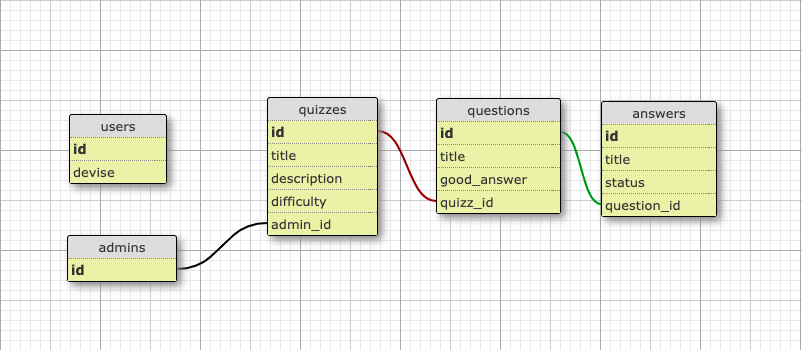 users
id
devise
admins
id
quizzes
id
title
description
difficulty
admin_id
questions
id
title
good_answer
quizz_id
answers
id
title
status
question_id